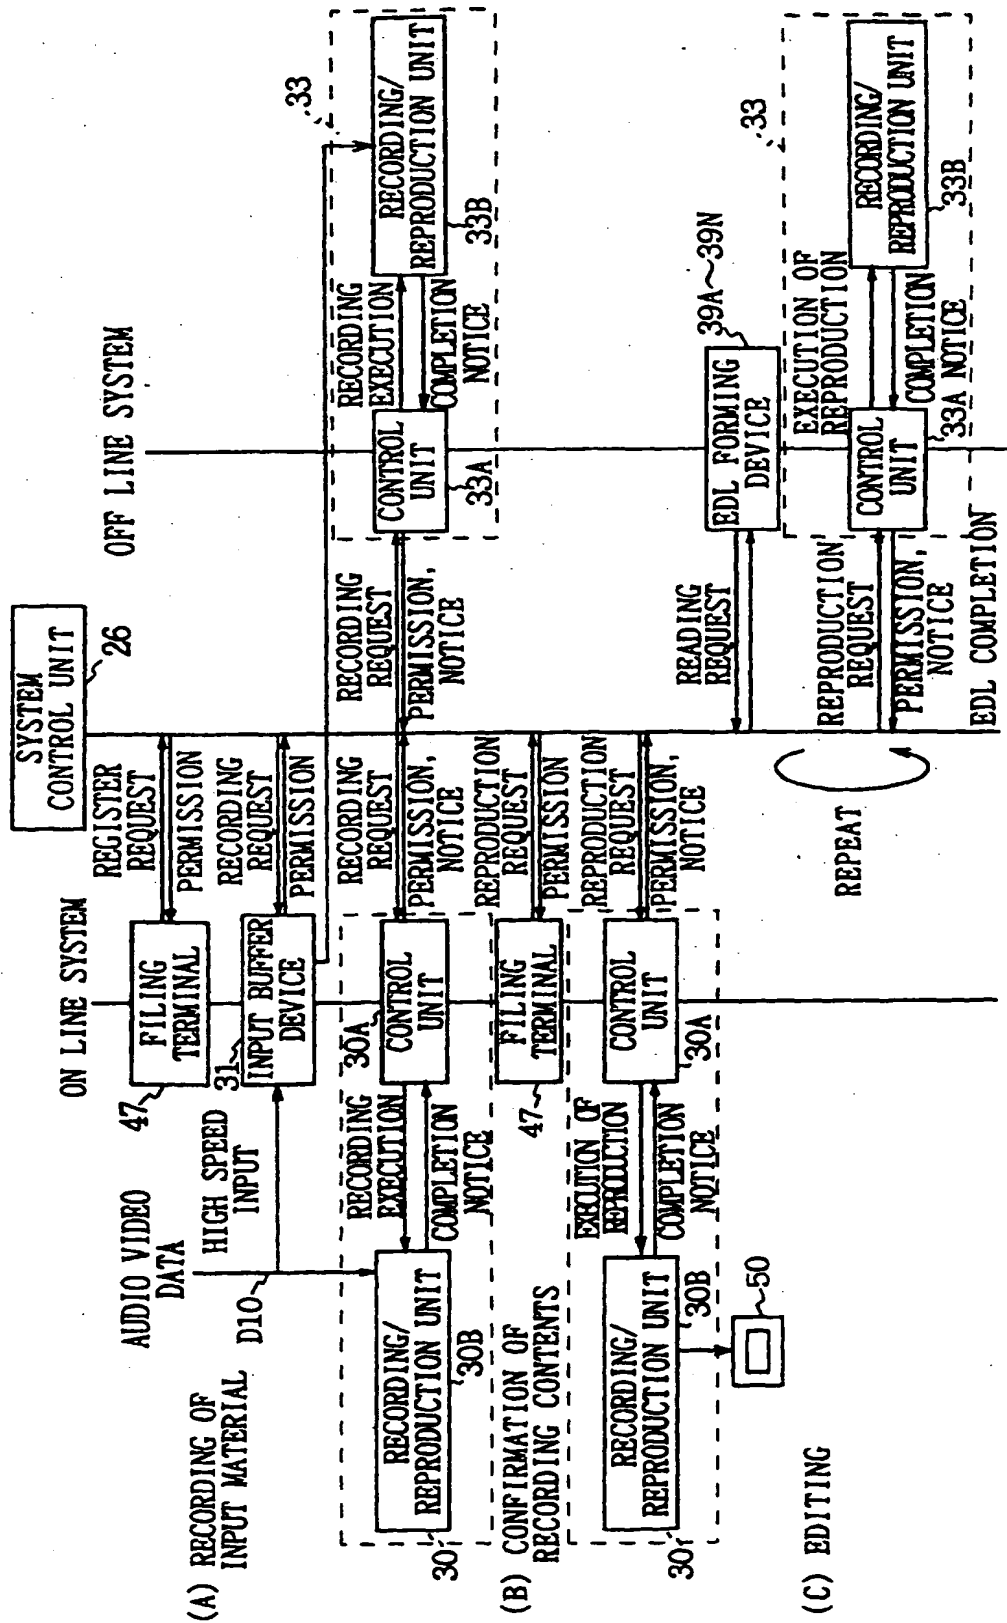 SYSTEM
CONTROL UNIT
26
ON LINE SYSTEM
OFF LINE SYSTEM
AUDIO VIDEO
DATA
(A) RECORDING OF
INPUT MATERIAL
D10
HIGH SPEED
INPUT
47
FILING
TERMINAL
REGISTER
REQUEST
PERMISSION
31
INPUT BUFFER
DEVICE
RECORDING
REQUEST
PERMISSION
30
RECORDING/
REPRODUCTION UNIT
30B
RECORDING
EXECUTION
COMPLETION
NOTICE
30A
CONTROL
UNIT
RECORDING
REQUEST
PERMISSION,
NOTICE
RECORDING
REQUEST
PERMISSION,
NOTICE
CONTROL
UNIT
33A
RECORDING
EXECUTION
COMPLETION
NOTICE
RECORDING/
REPRODUCTION UNIT
33B
33
(B) CONFIRMATION OF
RECORDING CONTENTS
47
FILING
TERMINAL
REPRODUCTION
REQUEST
PERMISSION
30
RECORDING/
REPRODUCTION UNIT
30B
50
EXECUTION OF
REPRODUCTION
COMPLETION
NOTICE
CONTROL
UNIT
30A
REPRODUCTION
REQUEST
PERMISSION,
NOTICE
(C) EDITING
READING
REQUEST
EDL FORMING
DEVICE
39A~39N
REPEAT
REPRODUCTION
REQUEST
PERMISSION,
NOTICE
CONTROL
UNIT
33A
EXECUTION OF
REPRODUCTION
COMPLETION
NOTICE
RECORDING/
REPRODUCTION UNIT
33B
33
EDL COMPLETION